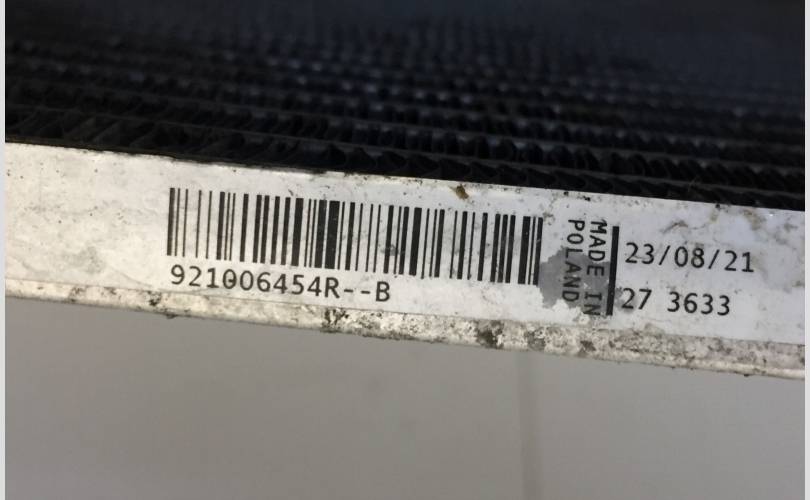 921006454R--B
MADE IN
POLAND
23/08/21
27 3633